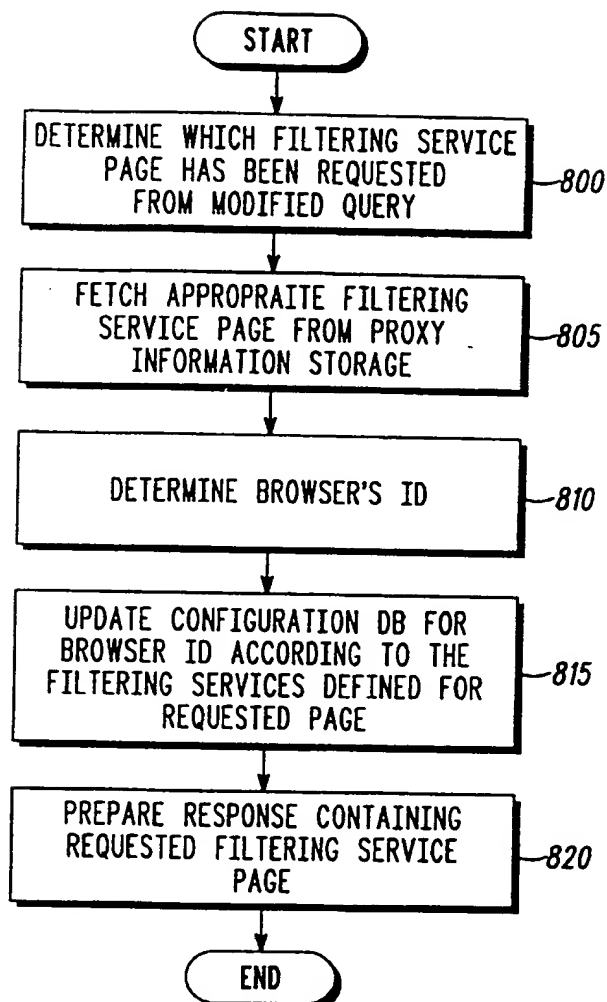 START
DETERMINE WHICH FILTERING SERVICE
PAGE HAS BEEN REQUESTED
FROM MODIFIED QUERY
800
FETCH APPROPRAITE FILTERING
SERVICE PAGE FROM PROXY
INFORMATION STORAGE
805
DETERMINE BROWSER'S ID
810
UPDATE CONFIGURATION DB FOR
BROWSER ID ACCORDING TO THE
FILTERING SERVICES DEFINED FOR
REQUESTED PAGE
815
PREPARE RESPONSE CONTAINING
REQUESTED FILTERING SERVICE
PAGE
820
END